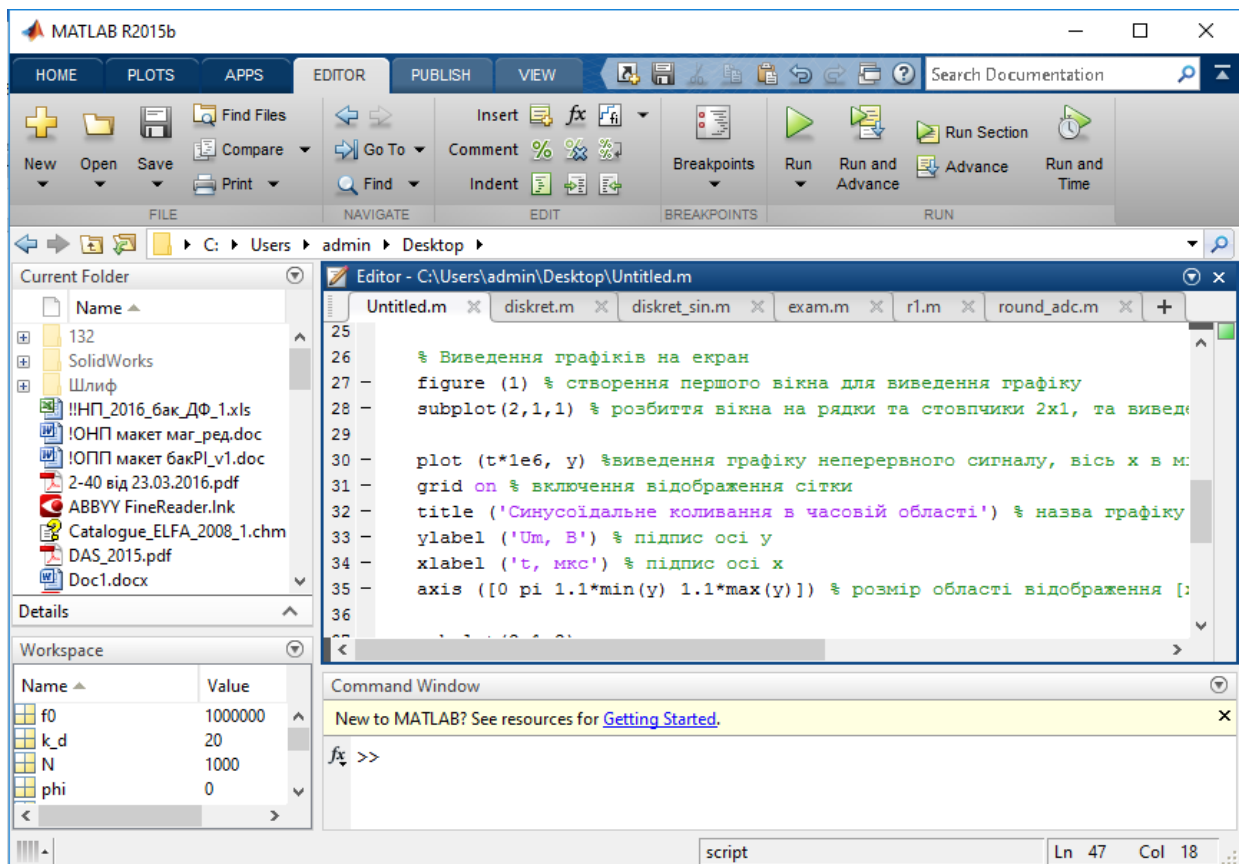 MATLAB R2015b
HOME PLOTS APPS EDITOR PUBLISH VIEW Search Documentation
New Open Save Find Files Compare Print
FILE
Go To Find
NAVIGATE
Insert fx
Comment
Indent
EDIT
Breakpoints
BREAKPOINTS
Run Run and Advance Run Section Advance Run and Time
RUN
C: Users admin Desktop
Current Folder
Name
132
SolidWorks
Шлиф
!!НП_2016_бак_ДФ_1.xls
!ОНП макет маг_ред.doc
!ОПП макет бакРІ_v1.doc
2-40 від 23.03.2016.pdf
ABBYY FineReader.lnk
Catalogue_ELFA_2008_1.chm
DAS_2015.pdf
Doc1.docx
Details
Workspace
Name Value
f0 1000000
k_d 20
N 1000
phi 0
Editor - C:\Users\admin\Desktop\Untitled.m
Untitled.m diskret.m diskret_sin.m exam.m r1.m round_adc.m +
25
26 % Виведення графіків на екран
27 – figure (1) % створення першого вікна для виведення графіку
28 – subplot(2,1,1) % розбиття вікна на рядки та стовпчики 2x1, та виведе
29
30 – plot (t*1e6, y) %виведення графіку неперервного сигналу, вісь x в м
31 – grid on % включення відображення сітки
32 – title ('Синусоїдальне коливання в часовій області') % назва графіку
33 – ylabel ('Um, В') % підпис осі y
34 – xlabel ('t, мкс') % підпис осі x
35 – axis ([0 pi 1.1*min(y) 1.1*max(y)]) % розмір області відображення [
36
Command Window
New to MATLAB? See resources for Getting Started.
fx >>
script Ln 47 Col 18